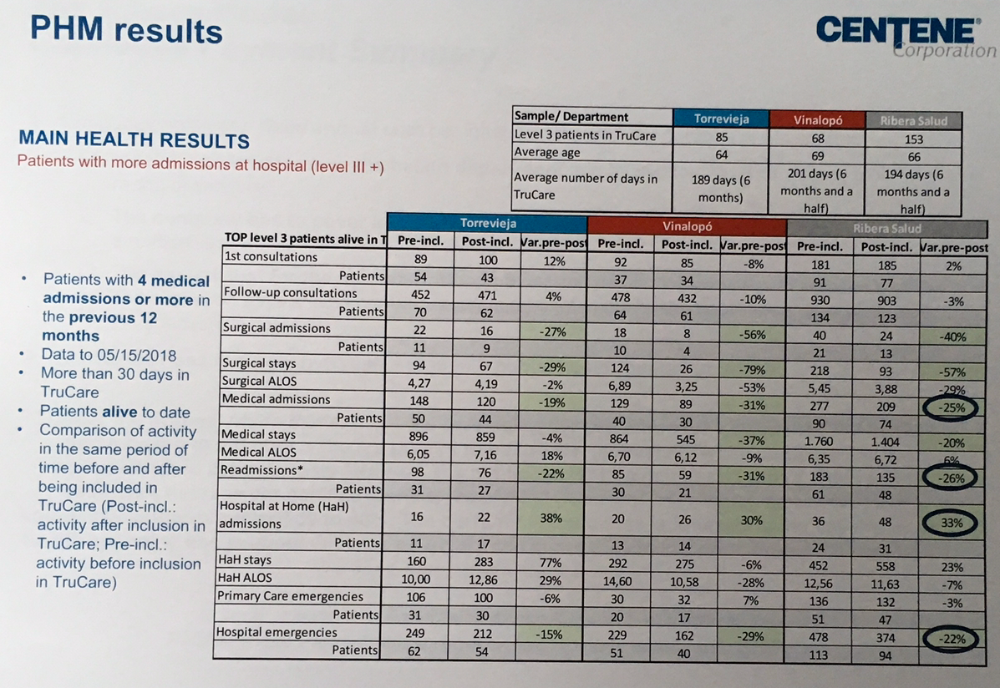 PHM results
CENTENE®
Corporation
MAIN HEALTH RESULTS
Patients with more admissions at hospital (level III +)
Sample/ Department Torrevieja Vinalopó Ribera Salud
Level 3 patients in TruCare 85 68 153
Average age 64 69 66
Average number of days in TruCare 189 days (6 months) 201 days (6 months and a half) 194 days (6 months and a half)
• Patients with 4 medical
admissions or more in
the previous 12
months
• Data to 05/15/2018
• More than 30 days in
TruCare
• Patients alive to date
• Comparison of activity
in the same period of
time before and after
being included in
TruCare (Post-incl.:
activity after inclusion in
TruCare; Pre-incl.:
activity before inclusion
in TruCare)
Torrevieja Vinalopó Ribera Salud
TOP level 3 patients alive in T Pre-incl. Post-incl. Var.pre-post Pre-incl. Post-incl. Var.pre-post Pre-incl. Post-incl. Var.pre-post
1st consultations 89 100 12% 92 85 -8% 181 185 2%
Patients 54 43 37 34 91 77
Follow-up consultations 452 471 4% 478 432 -10% 930 903 -3%
Patients 70 62 64 61 134 123
Surgical admissions 22 16 -27% 18 8 -56% 40 24 -40%
Patients 11 9 10 4 21 13
Surgical stays 94 67 -29% 124 26 -79% 218 93 -57%
Surgical ALOS 4,27 4,19 -2% 6,89 3,25 -53% 5,45 3,88 -29%
Medical admissions 148 120 -19% 129 89 -31% 277 209 -25%
Patients 50 44 40 30 90 74
Medical stays 896 859 -4% 864 545 -37% 1.760 1.404 -20%
Medical ALOS 6,05 7,16 18% 6,70 6,12 -9% 6,35 6,72 6%
Readmissions* 98 76 -22% 85 59 -31% 183 135 -26%
Patients 31 27 30 21 61 48
Hospital at Home (HaH) admissions 16 22 38% 20 26 30% 36 48 33%
Patients 11 17 13 14 24 31
HaH stays 160 283 77% 292 275 -6% 452 558 23%
HaH ALOS 10,00 12,86 29% 14,60 10,58 -28% 12,56 11,63 -7%
Primary Care emergencies 106 100 -6% 30 32 7% 136 132 -3%
Patients 31 30 20 17 51 47
Hospital emergencies 249 212 -15% 229 162 -29% 478 374 -22%
Patients 62 54 51 40 113 94